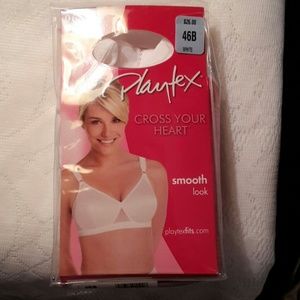 $26.00
46B
WHITE
Playtex
CROSS YOUR
HEART
smooth
look
playtexfits.com